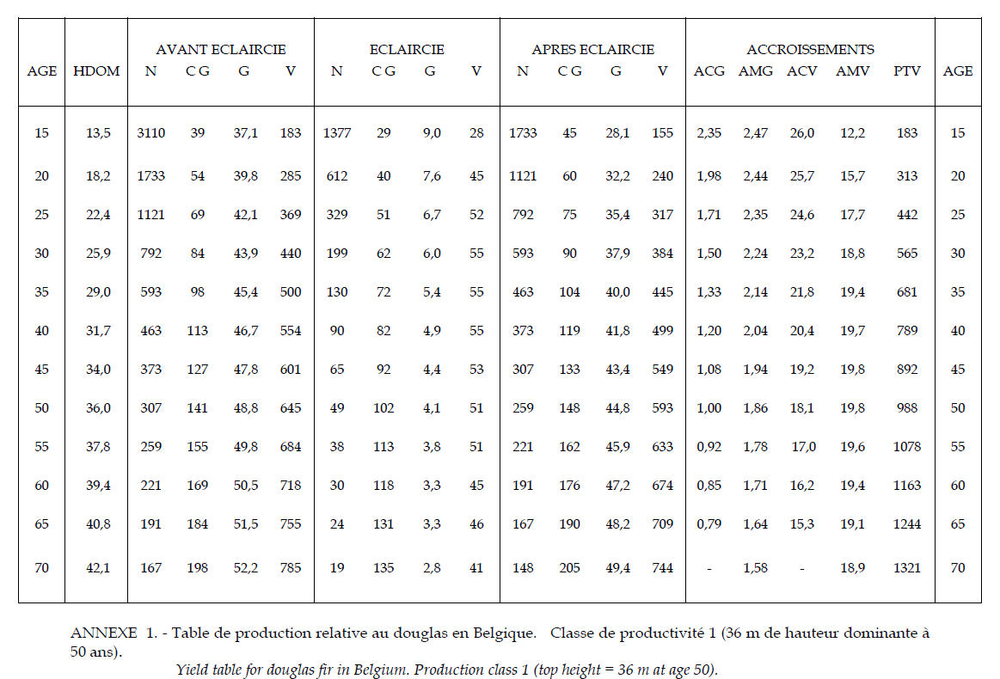 AVANT ECLAIRCIE ECLAIRCIE APRES ECLAIRCIE ACCROISSEMENTS
AGE HDOM N C G G V N C G G V N C G G V ACG AMG ACV AMV PTV AGE
15 13,5 3110 39 37,1 183 1377 29 9,0 28 1733 45 28,1 155 2,35 2,47 26,0 12,2 183 15
20 18,2 1733 54 39,8 285 612 40 7,6 45 1121 60 32,2 240 1,98 2,44 25,7 15,7 313 20
25 22,4 1121 69 42,1 369 329 51 6,7 52 792 75 35,4 317 1,71 2,35 24,6 17,7 442 25
30 25,9 792 84 43,9 440 199 62 6,0 55 593 90 37,9 384 1,50 2,24 23,2 18,8 565 30
35 29,0 593 98 45,4 500 130 72 5,4 55 463 104 40,0 445 1,33 2,14 21,8 19,4 681 35
40 31,7 463 113 46,7 554 90 82 4,9 55 373 119 41,8 499 1,20 2,04 20,4 19,7 789 40
45 34,0 373 127 47,8 601 65 92 4,4 53 307 133 43,4 549 1,08 1,94 19,2 19,8 892 45
50 36,0 307 141 48,8 645 49 102 4,1 51 259 148 44,8 593 1,00 1,86 18,1 19,8 988 50
55 37,8 259 155 49,8 684 38 113 3,8 51 221 162 45,9 633 0,92 1,78 17,0 19,6 1078 55
60 39,4 221 169 50,5 718 30 118 3,3 45 191 176 47,2 674 0,85 1,71 16,2 19,4 1163 60
65 40,8 191 184 51,5 755 24 131 3,3 46 167 190 48,2 709 0,79 1,64 15,3 19,1 1244 65
70 42,1 167 198 52,2 785 19 135 2,8 41 148 205 49,4 744 - 1,58 - 18,9 1321 70
ANNEXE 1. - Table de production relative au douglas en Belgique. Classe de productivité 1 (36 m de hauteur dominante à
50 ans).
Yield table for douglas fir in Belgium. Production class 1 (top height = 36 m at age 50).